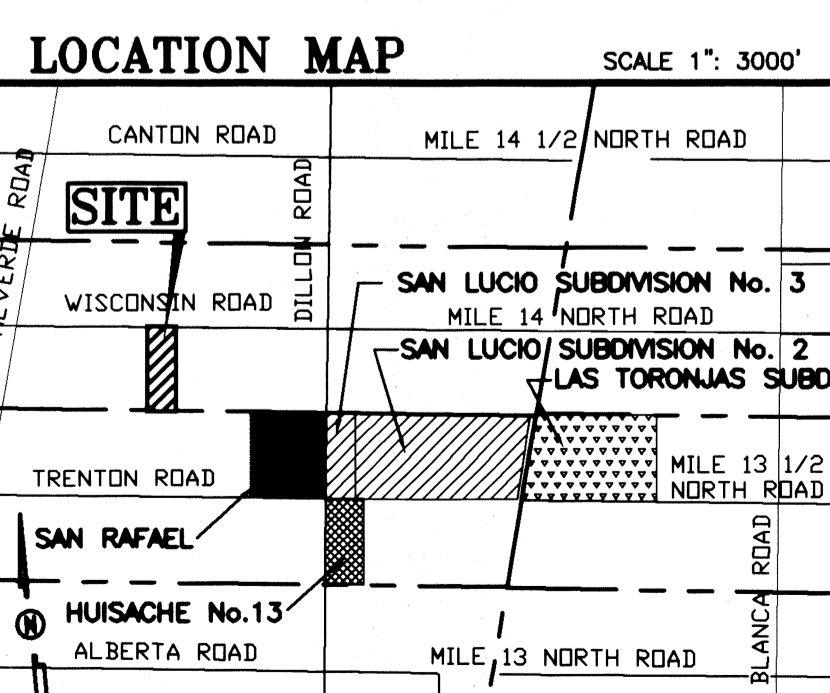 LOCATION MAP
SCALE 1": 3000'
CANTON ROAD
MILE 14 1/2 NORTH ROAD
DILLON ROAD
SITE
SAN LUCIO SUBDIVISION No. 3
WISCONSIN ROAD
MILE 14 NORTH ROAD
SAN LUCIO SUBDIVISION No. 2
LAS TORONJAS SUBD
TRENTON ROAD
MILE 13 1/2
NORTH ROAD
SAN RAFAEL
BLANCA ROAD
HUISACHE No.13
N
ALBERTA ROAD
MILE 13 NORTH ROAD
ROAD